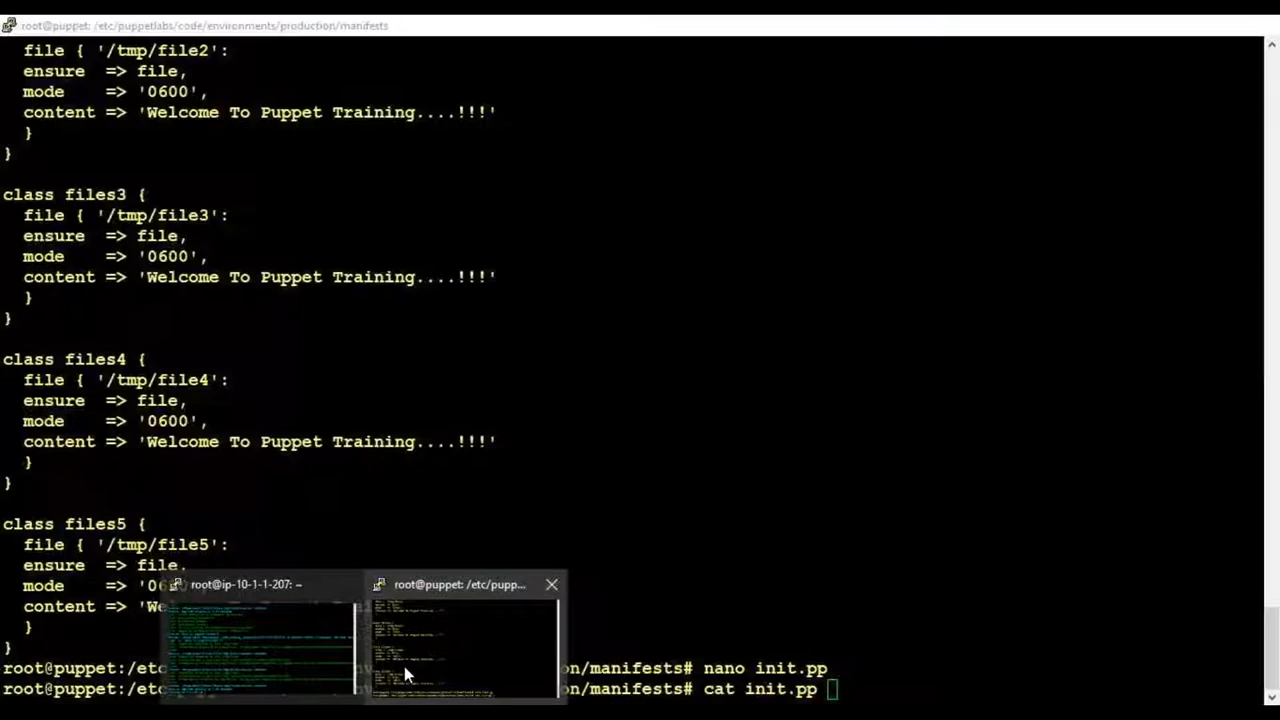 root@puppet: /etc/puppetlabs/code/environments/production/manifests
file { '/tmp/file2':
ensure => file,
mode => '0600',
content => 'Welcome To Puppet Training....!!!'
}
}
class files3 {
file { '/tmp/file3':
ensure => file,
mode => '0600',
content => 'Welcome To Puppet Training....!!!'
}
}
class files4 {
file { '/tmp/file4':
ensure => file,
mode => '0600',
content => 'Welcome To Puppet Training....!!!'
}
}
class files5 {
file { '/tmp/file5':
ensure => file,
mode => '06
content => 'We
}
}
root@ip-10-1-1-207: ~
root@puppet: /etc/pupp...
root@puppet:/etc on/manifests# nano init.pp
root@puppet:/etc on/manifests# cat init.pp